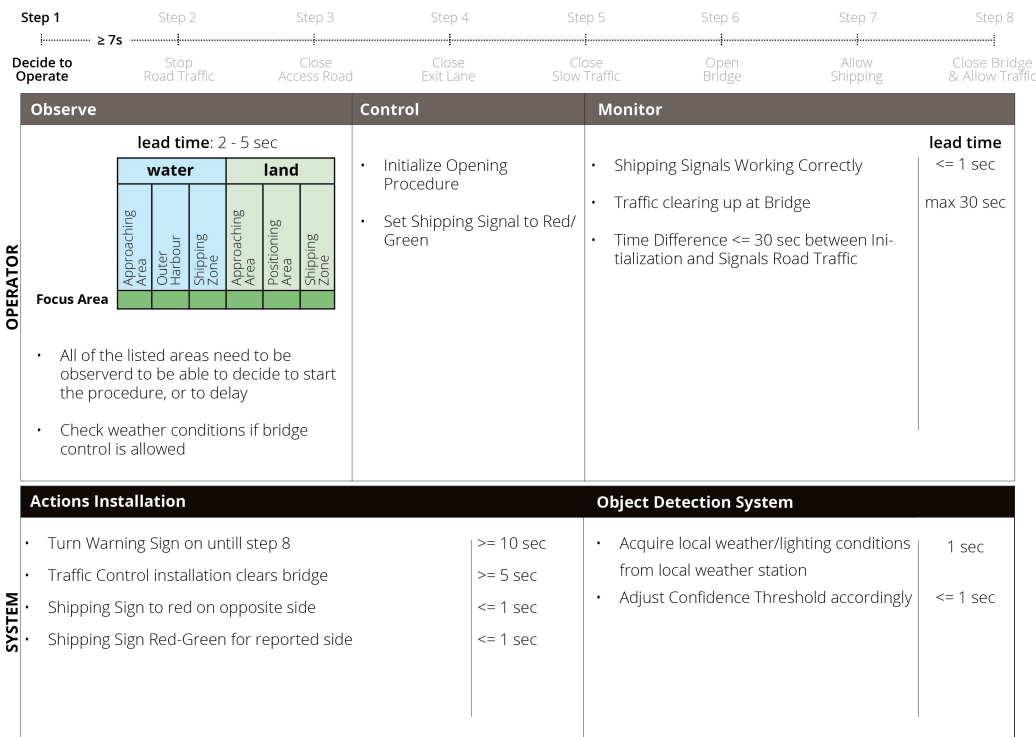 Step 1 Step 2 Step 3 Step 4 Step 5 Step 6 Step 7 Step 8
≥ 7s
Decide to Operate
Stop Road Traffic
Close Access Road
Close Exit Lane
Close Slow Traffic
Open Bridge
Allow Shipping
Close Bridge & Allow Traffic
OPERATOR
Observe
lead time: 2 - 5 sec
water land
Approaching Area
Outer Harbour
Shipping Zone
Approaching Area
Positioning Area
Shipping Zone
Focus Area
• All of the listed areas need to be
observerd to be able to decide to start
the procedure, or to delay
• Check weather conditions if bridge
control is allowed
Control
• Initialize Opening
Procedure
• Set Shipping Signal to Red/
Green
Monitor
lead time
• Shipping Signals Working Correctly <= 1 sec
• Traffic clearing up at Bridge max 30 sec
• Time Difference <= 30 sec between Ini-
tialization and Signals Road Traffic
SYSTEM
Actions Installation
• Turn Warning Sign on untill step 8 >= 10 sec
• Traffic Control installation clears bridge >= 5 sec
• Shipping Sign to red on opposite side <= 1 sec
• Shipping Sign Red-Green for reported side <= 1 sec
Object Detection System
• Acquire local weather/lighting conditions 1 sec
from local weather station
• Adjust Confidence Threshold accordingly <= 1 sec